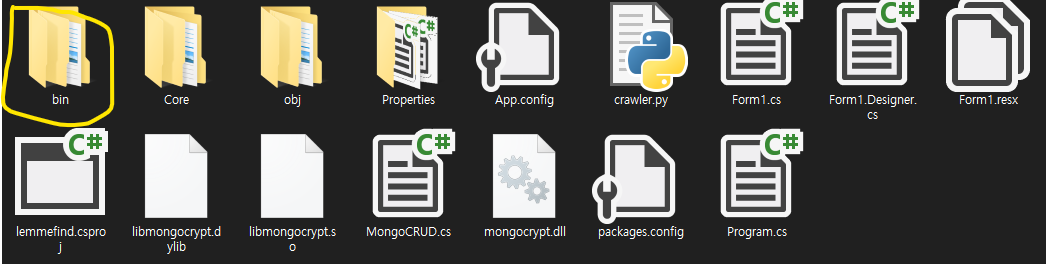 bin
Core
obj
Properties
App.config
crawler.py
C#
Form1.cs
C#
Form1.Designer.
cs
Form1.resx
C#
lemmefind.cspro
j
libmongocrypt.d
ylib
libmongocrypt.s
o
C#
MongoCRUD.cs
mongocrypt.dll
packages.config
C#
Program.cs